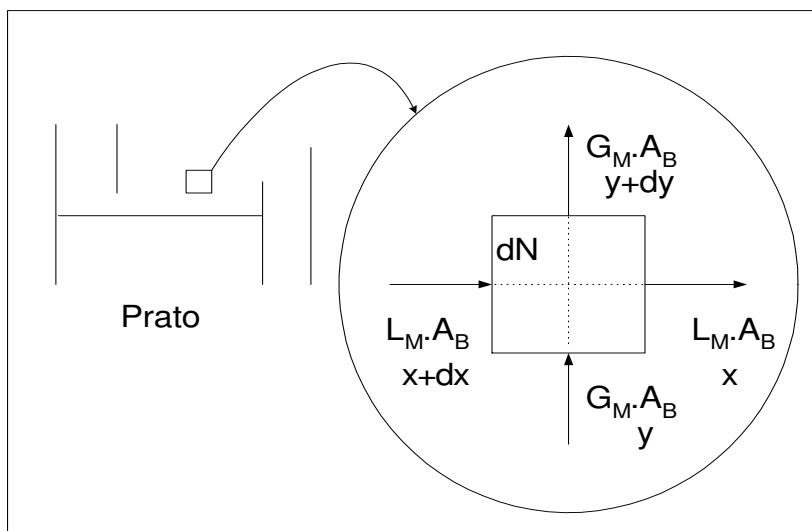 Prato
G_M.A_B
y+dy
dN
L_M.A_B
x+dx
L_M.A_B
x
G_M.A_B
y